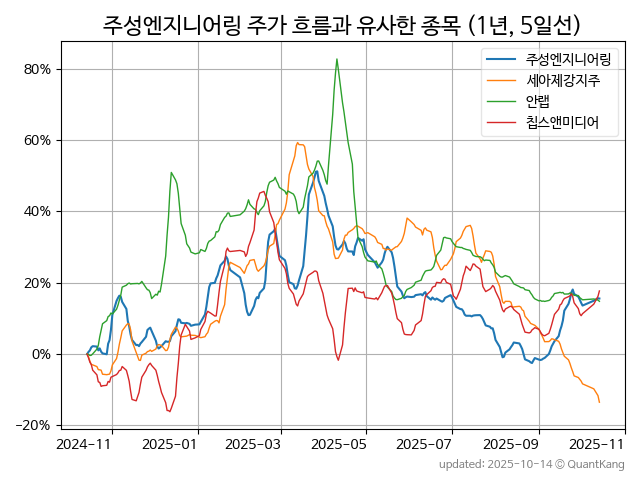 주성엔지니어링 주가 흐름과 유사한 종목 (1년, 5일선)
주성엔지니어링
세아제강지주
안랩
칩스앤미디어
80%
60%
40%
20%
0%
−20%
2024-11 2025-01 2025-03 2025-05 2025-07 2025-09 2025-11
updated: 2025-10-14 © QuantKang